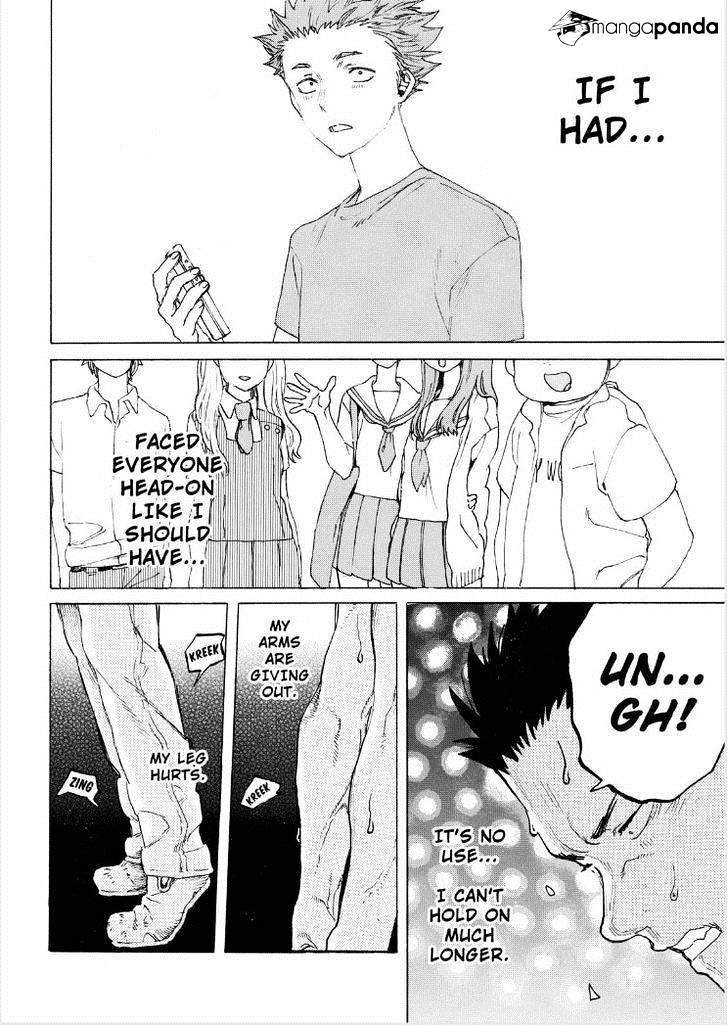 mangapanda
IF I
HAD...
FACED
EVERYONE
HEAD-ON
LIKE I
SHOULD
HAVE...
Y WO
UN...
GH!
IT'S NO
USE...
I CAN'T
HOLD ON
MUCH
LONGER.
MY
ARMS
ARE
GIVING
OUT.
KREEK
KREEK
MY LEG
HURTS.
ZING